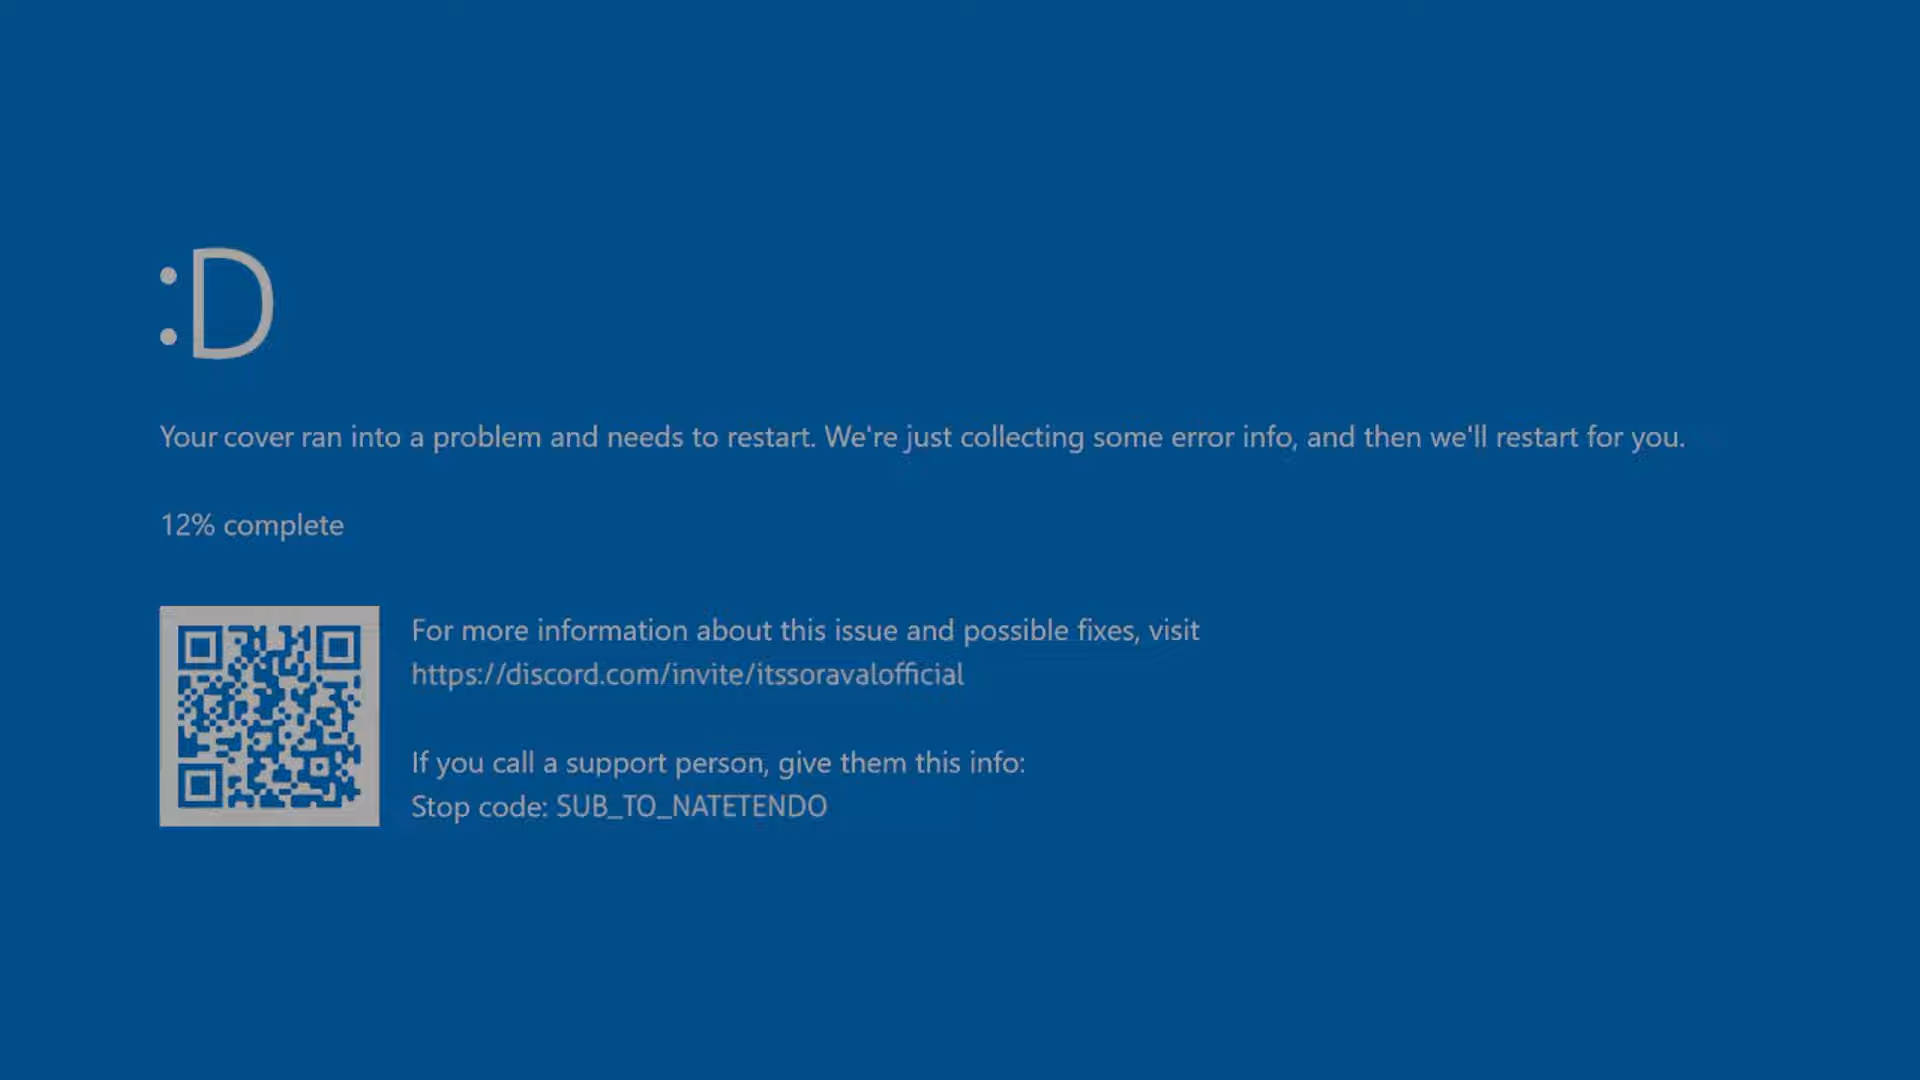 :D
Your cover ran into a problem and needs to restart. We're just collecting some error info, and then we'll restart for you.
12% complete
For more information about this issue and possible fixes, visit
https://discord.com/invite/itssoravalofficial
If you call a support person, give them this info:
Stop code: SUB_TO_NATETENDO